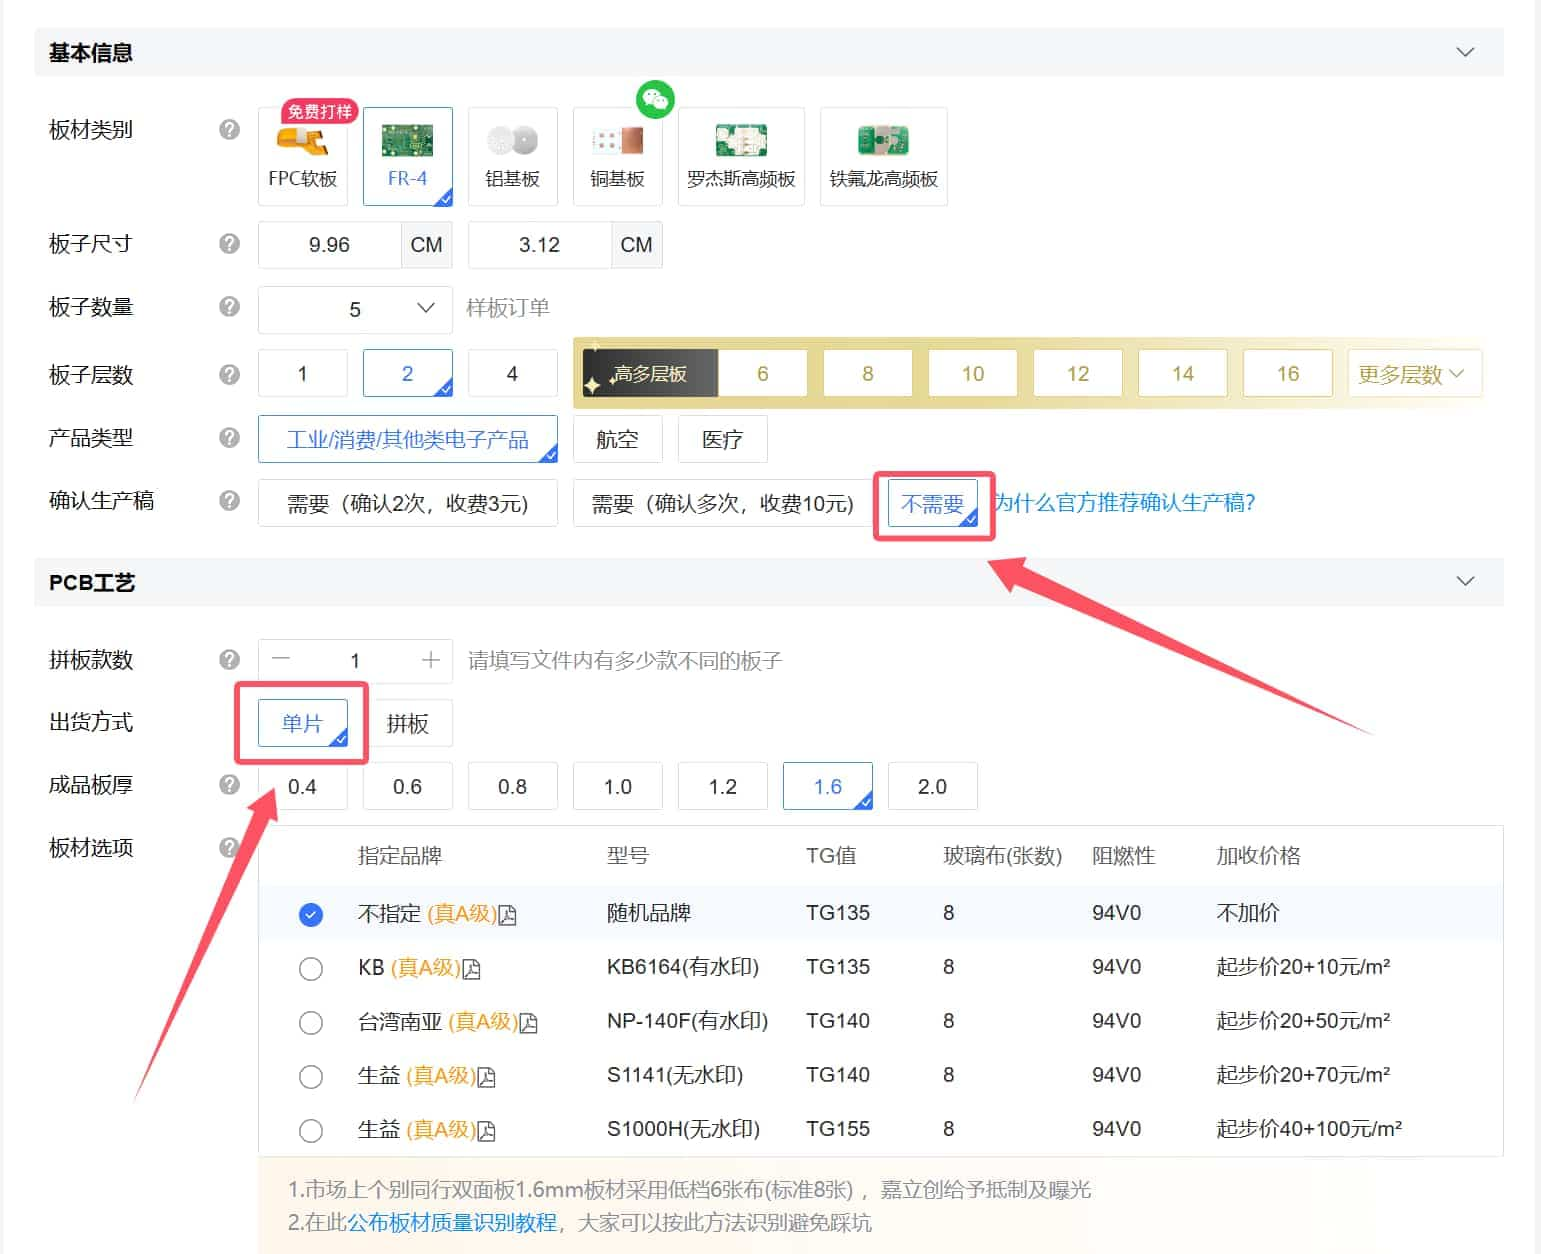 基本信息
板材类别
免费打样
FPC软板
FR-4
铝基板
铜基板
罗杰斯高频板
铁氟龙高频板
板子尺寸
9.96 CM 3.12 CM
板子数量 5 样板订单
板子层数 1 2 4 高多层板 6 8 10 12 14 16 更多层数
产品类型 工业/消费/其他类电子产品 航空 医疗
确认生产稿 需要（确认2次，收费3元) 需要（确认多次，收费10元) 不需要 为什么官方推荐确认生产稿?
PCB工艺
拼板款数 1 请填写文件内有多少款不同的板子
出货方式 单片 拼板
成品板厚 0.4 0.6 0.8 1.0 1.2 1.6 2.0
板材选项
指定品牌 型号 TG值 玻璃布(张数) 阻燃性 加收价格
不指定 (真A级) 随机品牌 TG135 8 94V0 不加价
KB (真A级) KB6164(有水印) TG135 8 94V0 起步价20+10元/m²
台湾南亚 (真A级) NP-140F(有水印) TG140 8 94V0 起步价20+50元/m²
生益 (真A级) S1141(无水印) TG140 8 94V0 起步价20+70元/m²
生益 (真A级) S1000H(无水印) TG155 8 94V0 起步价40+100元/m²
1.市场上个别同行双面板1.6mm板材采用低档6张布(标准8张) ，嘉立创给予抵制及曝光
2.在此公布板材质量识别教程，大家可以按此方法识别避免踩坑